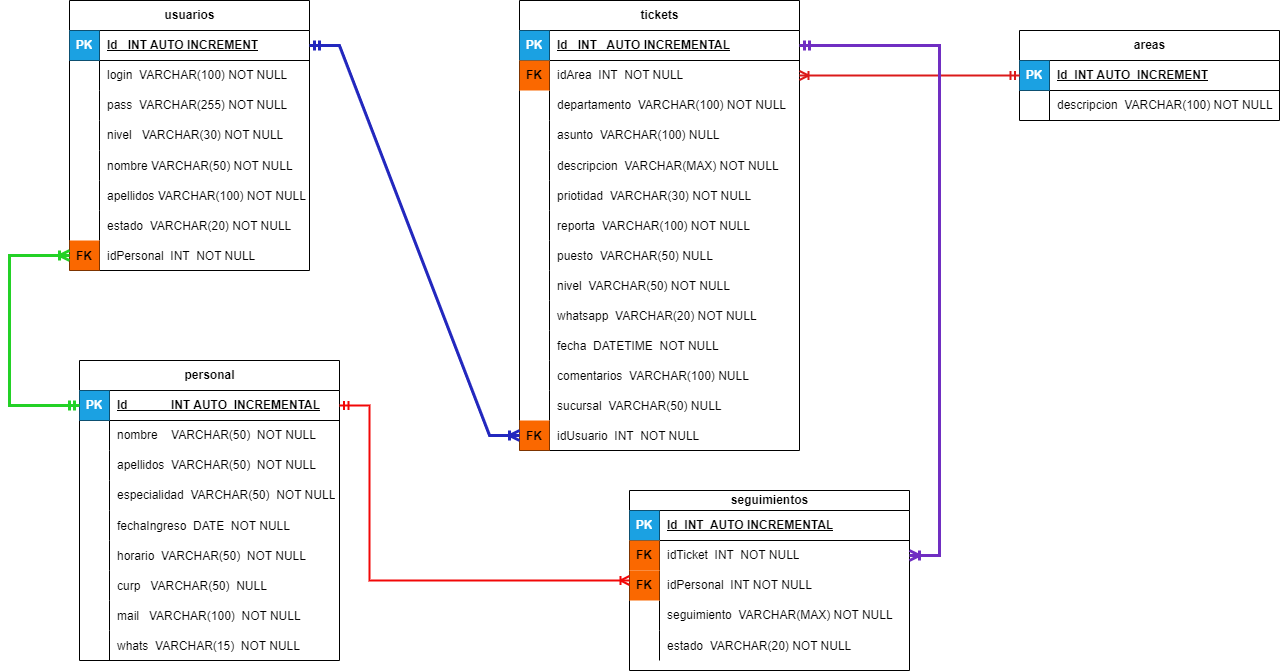 usuarios
PK Id INT AUTO INCREMENT
login VARCHAR(100) NOT NULL
pass VARCHAR(255) NOT NULL
nivel VARCHAR(30) NOT NULL
nombre VARCHAR(50) NOT NULL
apellidos VARCHAR(100) NOT NULL
estado VARCHAR(20) NOT NULL
FK idPersonal INT NOT NULL
tickets
PK Id INT AUTO INCREMENTAL
FK idArea INT NOT NULL
departamento VARCHAR(100) NOT NULL
asunto VARCHAR(100) NULL
descripcion VARCHAR(MAX) NOT NULL
priotidad VARCHAR(30) NOT NULL
reporta VARCHAR(100) NOT NULL
puesto VARCHAR(50) NULL
nivel VARCHAR(50) NOT NULL
whatsapp VARCHAR(20) NOT NULL
fecha DATETIME NOT NULL
comentarios VARCHAR(100) NULL
sucursal VARCHAR(50) NULL
FK idUsuario INT NOT NULL
areas
PK Id INT AUTO INCREMENT
descripcion VARCHAR(100) NOT NULL
personal
PK Id INT AUTO INCREMENTAL
nombre VARCHAR(50) NOT NULL
apellidos VARCHAR(50) NOT NULL
especialidad VARCHAR(50) NOT NULL
fechaIngreso DATE NOT NULL
horario VARCHAR(50) NOT NULL
curp VARCHAR(50) NULL
mail VARCHAR(100) NOT NULL
whats VARCHAR(15) NOT NULL
seguimientos
PK Id INT AUTO INCREMENTAL
FK idTicket INT NOT NULL
FK idPersonal INT NOT NULL
seguimiento VARCHAR(MAX) NOT NULL
estado VARCHAR(20) NOT NULL